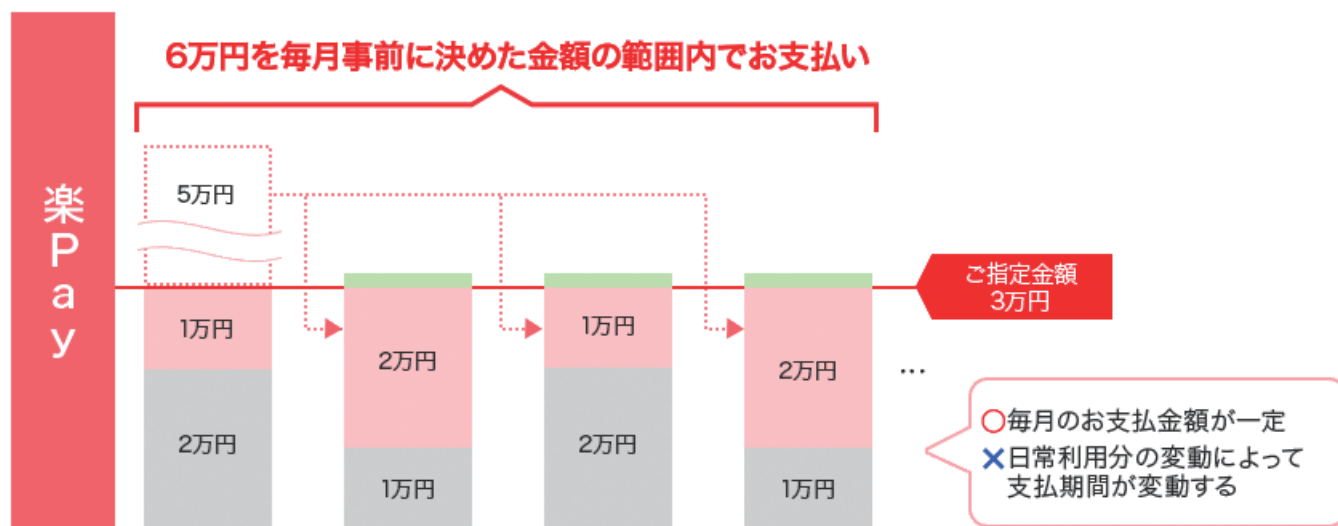 楽Pay
6万円を毎月事前に決めた金額の範囲内でお支払い
5万円
1万円
2万円
2万円
1万円
1万円
2万円
2万円
1万円
…
ご指定金額
3万円
○毎月のお支払金額が一定
×日常利用分の変動によって
支払期間が変動する